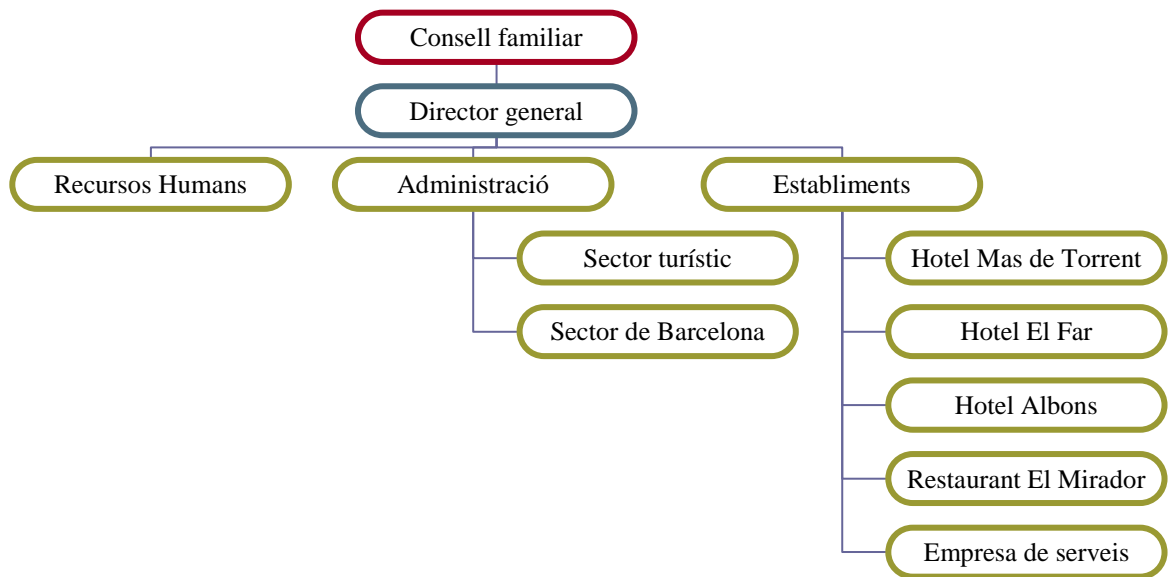 Consell familiar
Director general
Recursos Humans
Administració
Establiments
Sector turístic
Hotel Mas de Torrent
Sector de Barcelona
Hotel El Far
Hotel Albons
Restaurant El Mirador
Empresa de serveis